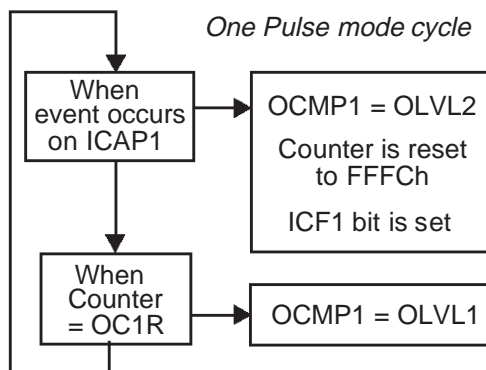 One Pulse mode cycle
When
event occurs
on ICAP1
OCMP1 = OLVL2
Counter is reset
to FFFCh
ICF1 bit is set
When
Counter
= OC1R
OCMP1 = OLVL1